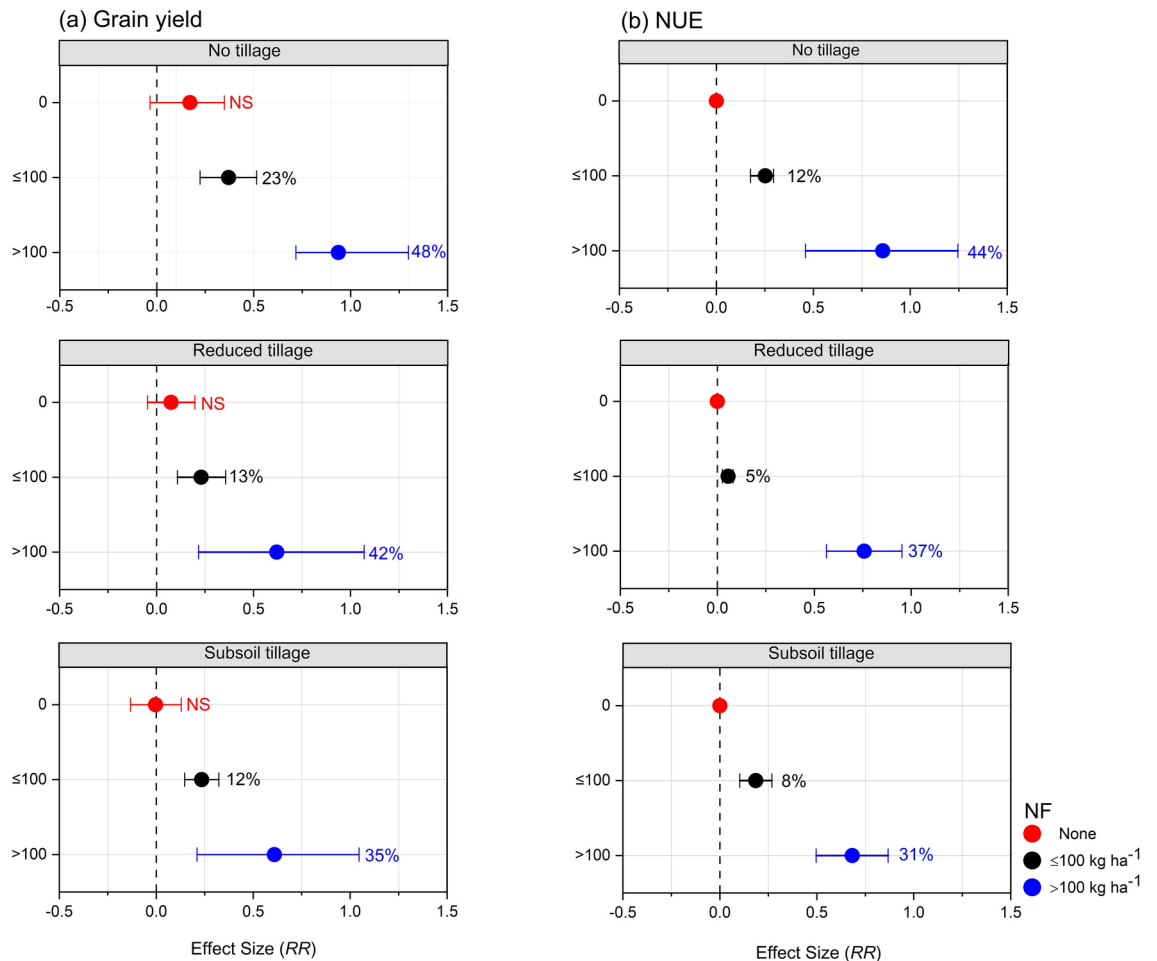 (a) Grain yield
No tillage
0
NS
≤100
23%
>100
48%
-0.5 0.0 0.5 1.0 1.5
Reduced tillage
0
NS
≤100
13%
>100
42%
-0.5 0.0 0.5 1.0 1.5
Subsoil tillage
0
NS
≤100
12%
>100
35%
-0.5 0.0 0.5 1.0 1.5
Effect Size (RR)
(b) NUE
No tillage
0
≤100
12%
>100
44%
-0.5 0.0 0.5 1.0 1.5
Reduced tillage
0
≤100
5%
>100
37%
-0.5 0.0 0.5 1.0 1.5
Subsoil tillage
0
≤100
8%
>100
31%
-0.5 0.0 0.5 1.0 1.5
Effect Size (RR)
NF
None
≤100 kg ha⁻¹
>100 kg ha⁻¹